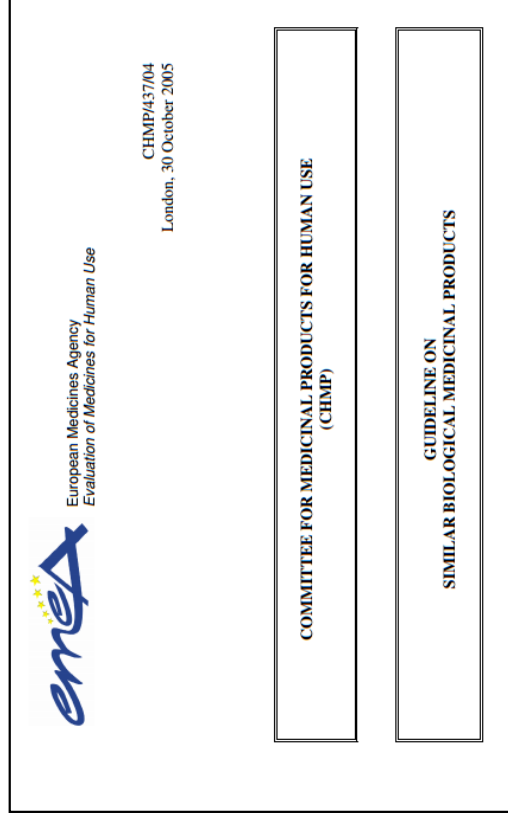 emea
European Medicines Agency
Evaluation of Medicines for Human Use
CHMP/437/04
London, 30 October 2005
COMMITTEE FOR MEDICINAL PRODUCTS FOR HUMAN USE
(CHMP)
GUIDELINE ON
SIMILAR BIOLOGICAL MEDICINAL PRODUCTS